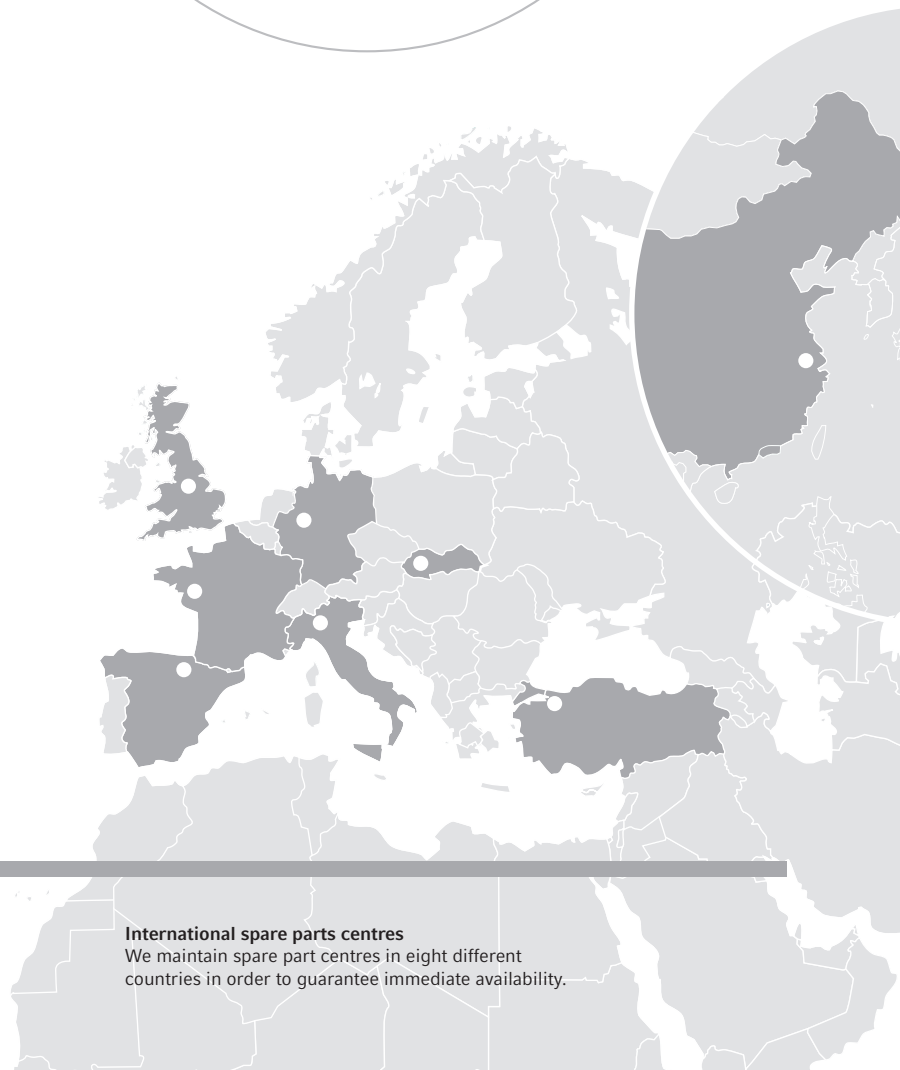 International spare parts centres
We maintain spare part centres in eight different
countries in order to guarantee immediate availability.